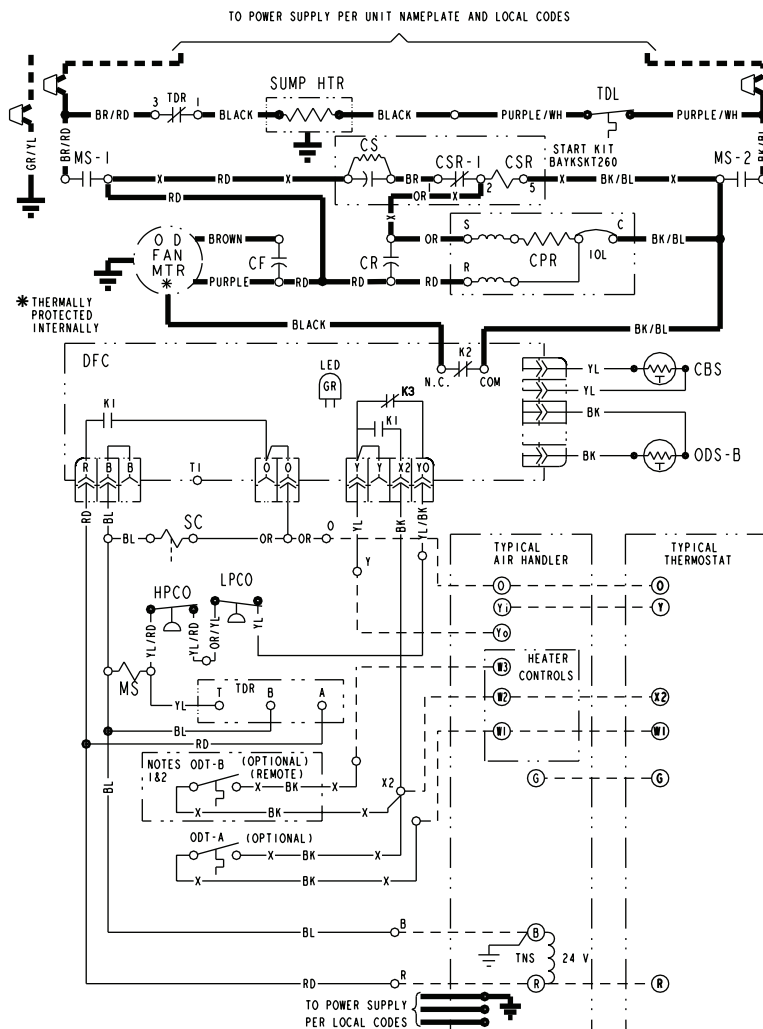 TO POWER SUPPLY PER UNIT NAMEPLATE AND LOCAL CODES
SUMP HTR
TDL
3 TDR 1
BR/RD BLACK BLACK PURPLE/WH PURPLE/WH
GR/YL
BR/RD
BK/BL
START KIT
BAYKSKT260
MS-1 CS CSR-1 CSR MS-2
X RD X BR 2 5 X BK/BL X
1
RD
OR X
X
O D
FAN
MTR
*
BROWN
PURPLE
CF
RD RD
CR
OR
RD
S
R
CPR
IOL
C
BK/BL
* THERMALLY
PROTECTED
INTERNALLY
BLACK
BK/BL
DFC
LED
GR
K2
N.C. COM
K1
K3
K1
YL CBS
YL
BK
BK ODS-B
R B B T1 O O Y Y X2 YO
RD
BL
YL
BK
YL/BK
BL SC OR OR O
Y
TYPICAL
AIR HANDLER
TYPICAL
THERMOSTAT
O O
Yi Y
Yo
HPCO LPCO
YL/RD
YL/RD
OR/YL
YL
MS
YL
TDR
T B A
BL
RD
W3 HEATER
CONTROLS
W2 X2
W1 W1
G G
BL
NOTES
1&2
ODT-B (OPTIONAL)
(REMOTE)
X BK X
X BK X
X2
ODT-A (OPTIONAL)
X BK X
X BK X
BL B B
TNS 24 V
RD R R R
TO POWER SUPPLY
PER LOCAL CODES